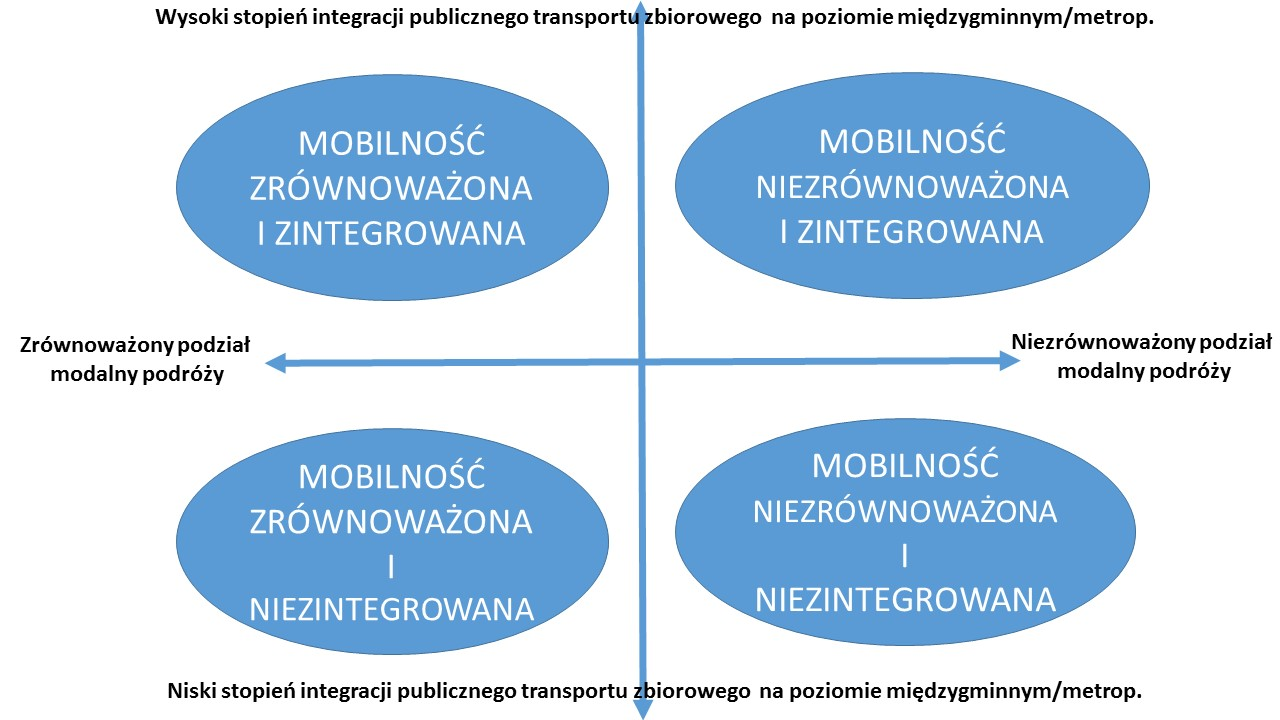 Wysoki stopień integracji publicznego transportu zbiorowego na poziomie międzygminnym/metrop.
MOBILNOŚĆ
ZRÓWNOWAŻONA
I ZINTEGROWANA
MOBILNOŚĆ
NIEZRÓWNOWAŻONA
I ZINTEGROWANA
Zrównoważony podział
modalny podróży
Niezrównoważony podział
modalny podróży
MOBILNOŚĆ
ZRÓWNOWAŻONA
I
NIEZINTEGROWANA
MOBILNOŚĆ
NIEZRÓWNOWAŻONA
I
NIEZINTEGROWANA
Niski stopień integracji publicznego transportu zbiorowego na poziomie międzygminnym/metrop.